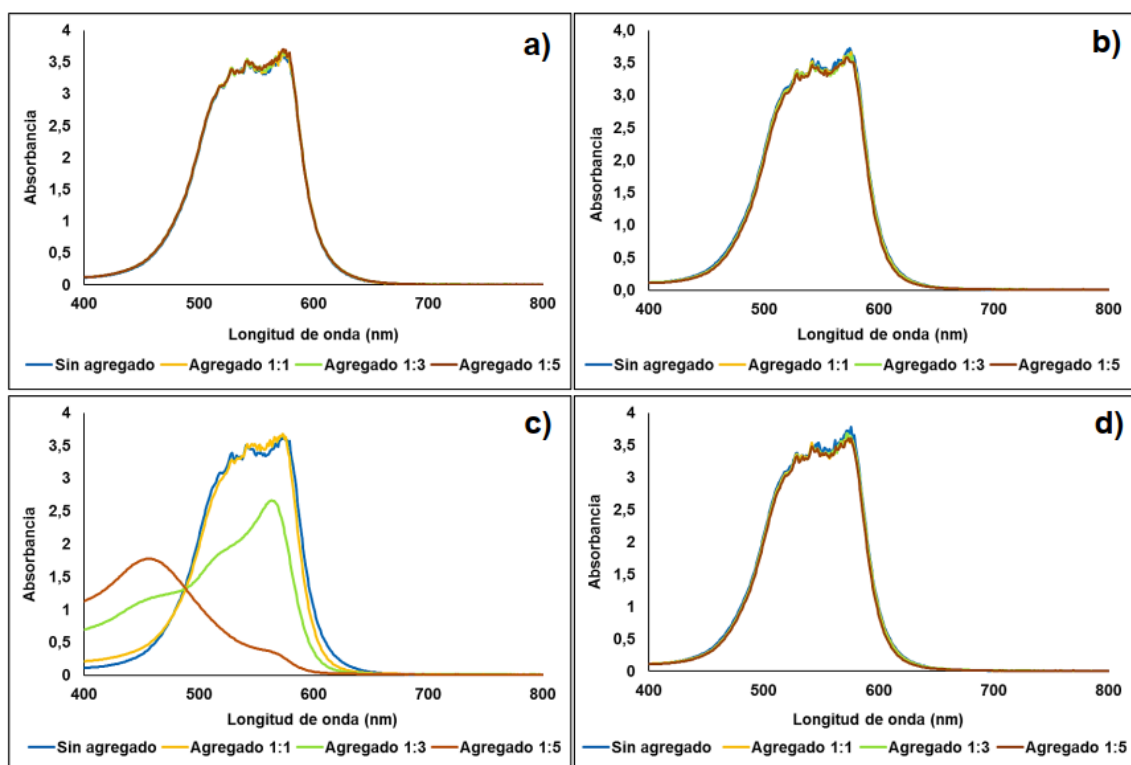 a)
Absorbancia
4
3,5
3
2,5
2
1,5
1
0,5
0
400 500 600 700 800
Longitud de onda (nm)
Sin agregado Agregado 1:1 Agregado 1:3 Agregado 1:5
b)
Absorbancia
4,0
3,5
3,0
2,5
2,0
1,5
1,0
0,5
0,0
400 500 600 700 800
Longitud de onda (nm)
Sin agregado Agregado 1:1 Agregado 1:3 Agregado 1:5
c)
Absorbancia
4
3,5
3
2,5
2
1,5
1
0,5
0
400 500 600 700 800
Longitud de onda (nm)
Sin agregado Agregado 1:1 Agregado 1:3 Agregado 1:5
d)
Absorbancia
4
3,5
3
2,5
2
1,5
1
0,5
0
400 500 600 700 800
Longitud de onda (nm)
Sin agregado Agregado 1:1 Agregado 1:3 Agregado 1:5